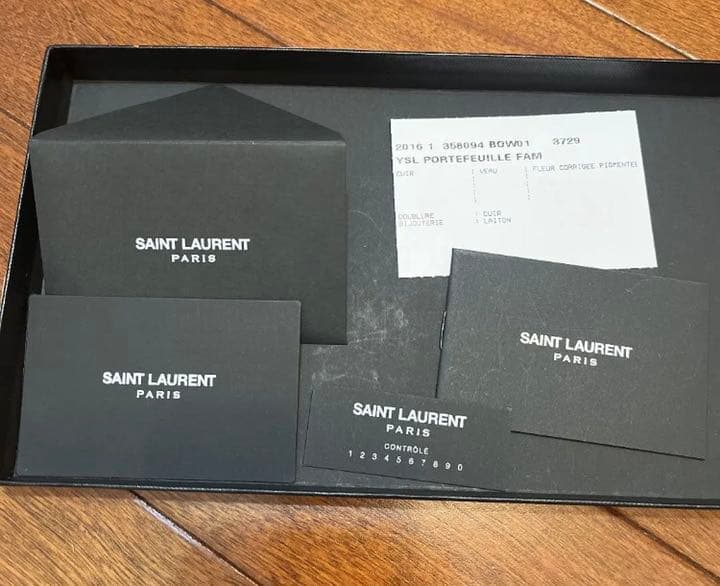 SAINT LAURENT
PARIS
2016 1 358094 BOW01 3729
YSL PORTEFEUILLE FAM
CUIR VEAU FLEUR CORRIGEE PIGMENTEE
DOUBLURE CUIR
BIJOUTERIE LAITON
SAINT LAURENT
PARIS
SAINT LAURENT
PARIS
SAINT LAURENT
PARIS
CONTRÔLE
1 2 3 4 5 6 7 8 9 0